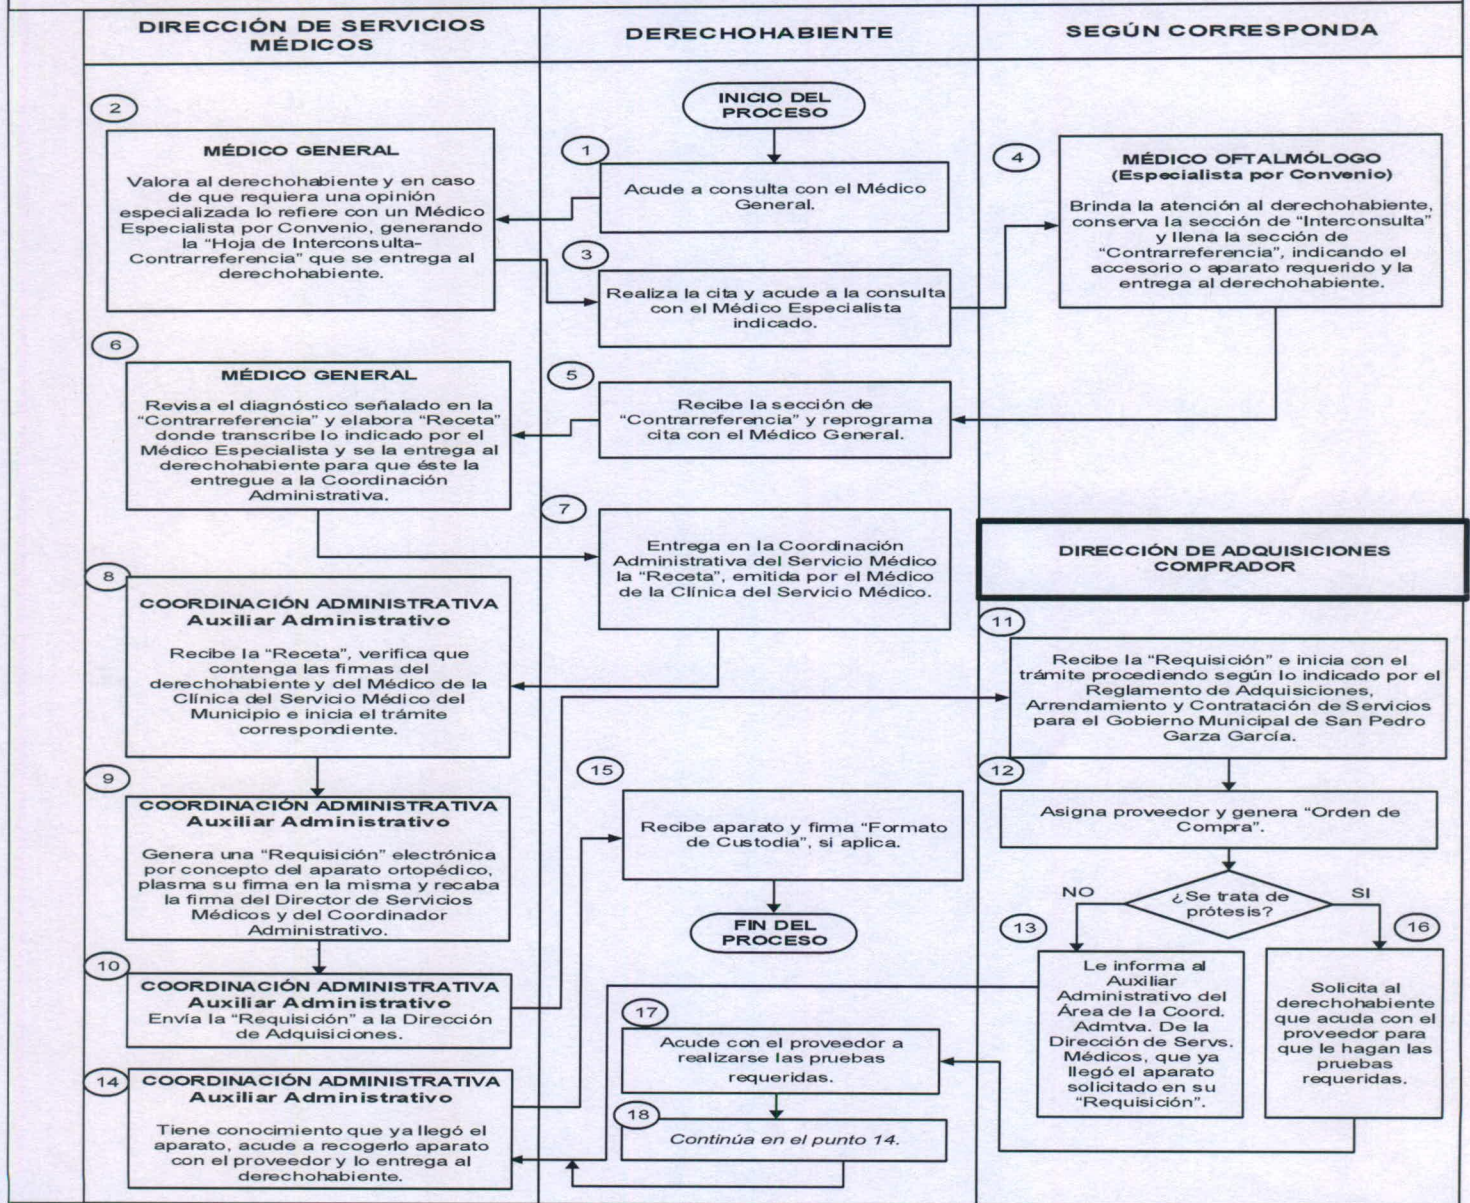 DIRECCIÓN DE SERVICIOS
MÉDICOS
DERECHOHABIENTE
SEGÚN CORRESPONDA
INICIO DEL
PROCESO
1
Acude a consulta con el Médico
General.
2
MÉDICO GENERAL
Valora al derechohabiente y en caso
de que requiera una opinión
especializada lo refiere con un Médico
Especialista por Convenio, generando
la “Hoja de Interconsulta-
Contrarreferencia” que se entrega al
derechohabiente.
3
Realiza la cita y acude a la consulta
con el Médico Especialista
indicado.
4
MÉDICO OFTALMÓLOGO
(Especialista por Convenio)
Brinda la atención al derechohabiente,
conserva la sección de “Interconsulta”
y llena la sección de
“Contrarreferencia”, indicando el
accesorio o aparato requerido y la
entrega al derechohabiente.
5
Recibe la sección de
“Contrarreferencia” y reprograma
cita con el Médico General.
6
MÉDICO GENERAL
Revisa el diagnóstico señalado en la
“Contrarreferencia” y elabora “Receta”
donde transcribe lo indicado por el
Médico Especialista y se la entrega al
derechohabiente para que éste la
entregue a la Coordinación
Administrativa.
7
Entrega en la Coordinación
Administrativa del Servicio Médico
la “Receta”, emitida por el Médico
de la Clínica del Servicio Médico.
8
COORDINACIÓN ADMINISTRATIVA
Auxiliar Administrativo
Recibe la “Receta”, verifica que
contenga las firmas del
derechohabiente y del Médico de la
Clínica del Servicio Médico del
Municipio e inicia el trámite
correspondiente.
9
COORDINACIÓN ADMINISTRATIVA
Auxiliar Administrativo
Genera una “Requisición” electrónica
por concepto del aparato ortopédico,
plasma su firma en la misma y recaba
la firma del Director de Servicios
Médicos y del Coordinador
Administrativo.
10
COORDINACIÓN ADMINISTRATIVA
Auxiliar Administrativo
Envía la “Requisición” a la Dirección
de Adquisiciones.
DIRECCIÓN DE ADQUISICIONES
COMPRADOR
11
Recibe la “Requisición” e inicia con el
trámite procediendo según lo indicado por el
Reglamento de Adquisiciones,
Arrendamiento y Contratación de Servicios
para el Gobierno Municipal de San Pedro
Garza García.
12
Asigna proveedor y genera “Orden de
Compra”.
¿Se trata de
prótesis?
NO
SI
13
Le informa al
Auxiliar
Administrativo del
Área de la Coord.
Admtva. De la
Dirección de Servs.
Médicos, que ya
llegó el aparato
solicitado en su
“Requisición”.
14
COORDINACIÓN ADMINISTRATIVA
Auxiliar Administrativo
Tiene conocimiento que ya llegó el
aparato, acude a recogerlo aparato
con el proveedor y lo entrega al
derechohabiente.
15
Recibe aparato y firma “Formato
de Custodia”, si aplica.
FIN DEL
PROCESO
16
Solicita al
derechohabiente
que acuda con el
proveedor para
que le hagan las
pruebas
requeridas.
17
Acude con el proveedor a
realizarse las pruebas
requeridas.
18
Continúa en el punto 14.